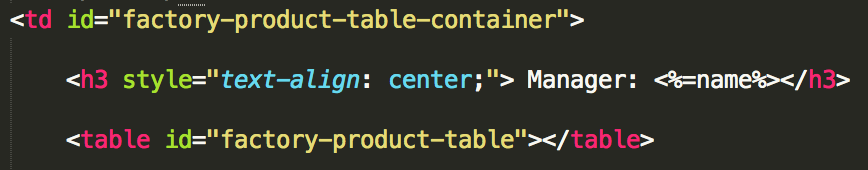 <td id="factory-product-table-container">
<h3 style="text-align: center;"> Manager: <%=name%></h3>
<table id="factory-product-table"></table>